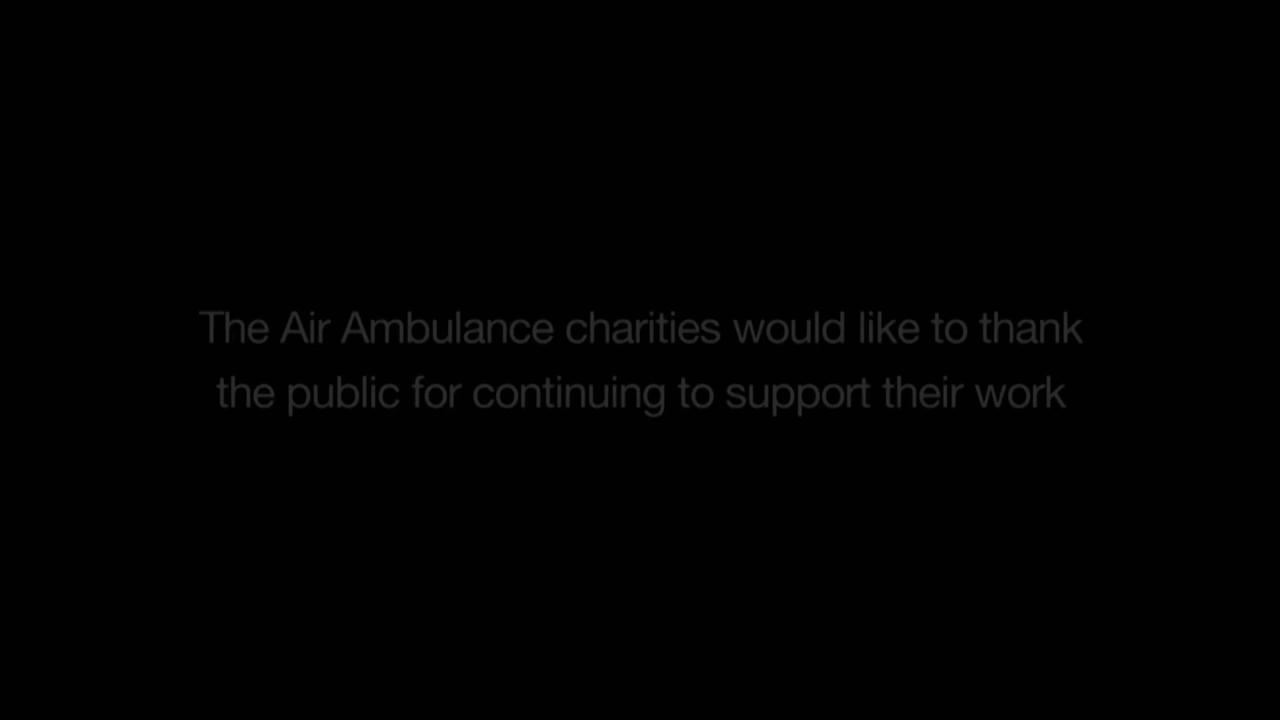 The Air Ambulance charities would like to thank
the public for continuing to support their work